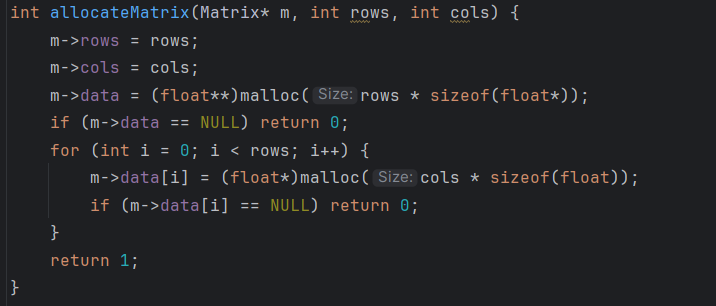 int allocateMatrix(Matrix* m, int rows, int cols) {
    m->rows = rows;
    m->cols = cols;
    m->data = (float**)malloc( Size: rows * sizeof(float*));
    if (m->data == NULL) return 0;
    for (int i = 0; i < rows; i++) {
        m->data[i] = (float*)malloc( Size: cols * sizeof(float));
        if (m->data[i] == NULL) return 0;
    }
    return 1;
}